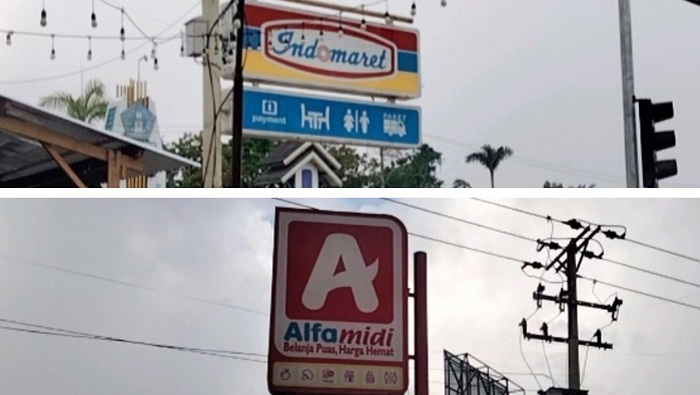 Indomaret
payment
PAKET
Alfamidi
Belanja Puas, Harga Hemat